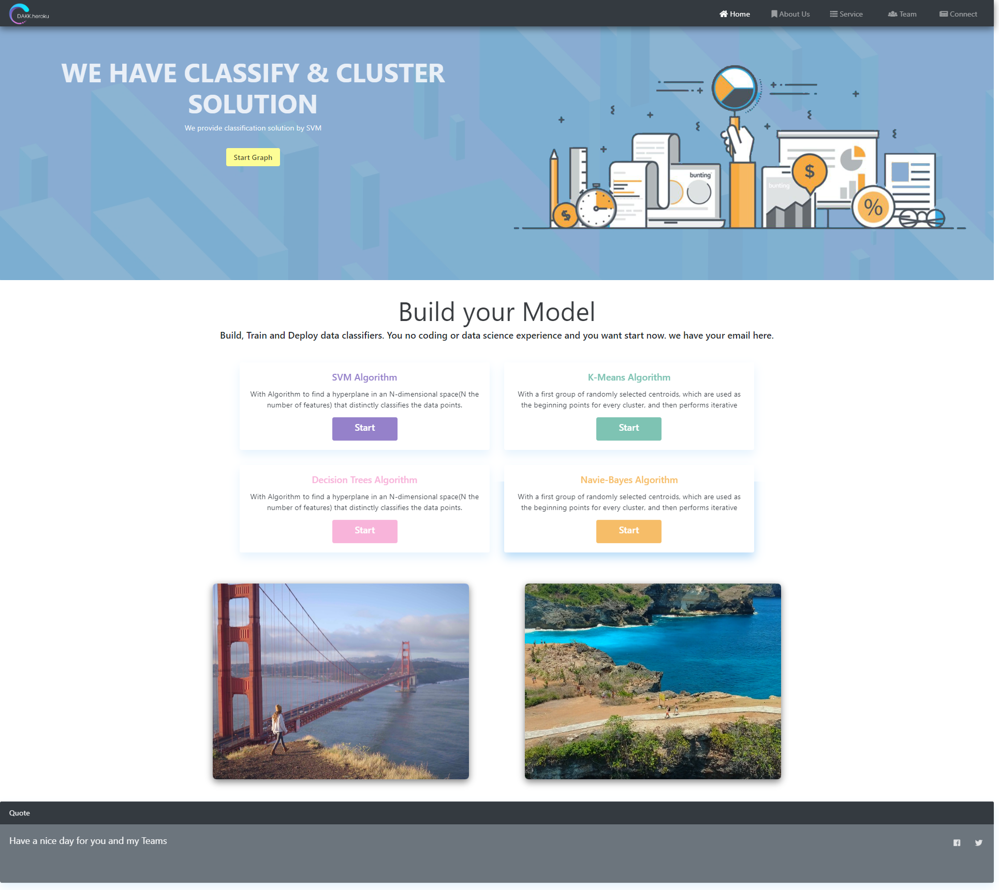 DAKK.heroku
Home
About Us
Service
Team
Connect
WE HAVE CLASSIFY & CLUSTER
SOLUTION
We provide classification solution by SVM
Start Graph
bunting
bunting
$
$
%
Build your Model
Build, Train and Deploy data classifiers. You no coding or data science experience and you want start now. we have your email here.
SVM Algorithm
With Algorithm to find a hyperplane in an N-dimensional space(N the
number of features) that distinctly classifies the data points.
Start
K-Means Algorithm
With a first group of randomly selected centroids, which are used as
the beginning points for every cluster, and then performs iterative
Start
Decision Trees Algorithm
With Algorithm to find a hyperplane in an N-dimensional space(N the
number of features) that distinctly classifies the data points.
Start
Navie-Bayes Algorithm
With a first group of randomly selected centroids, which are used as
the beginning points for every cluster, and then performs iterative
Start
Quote
Have a nice day for you and my Teams